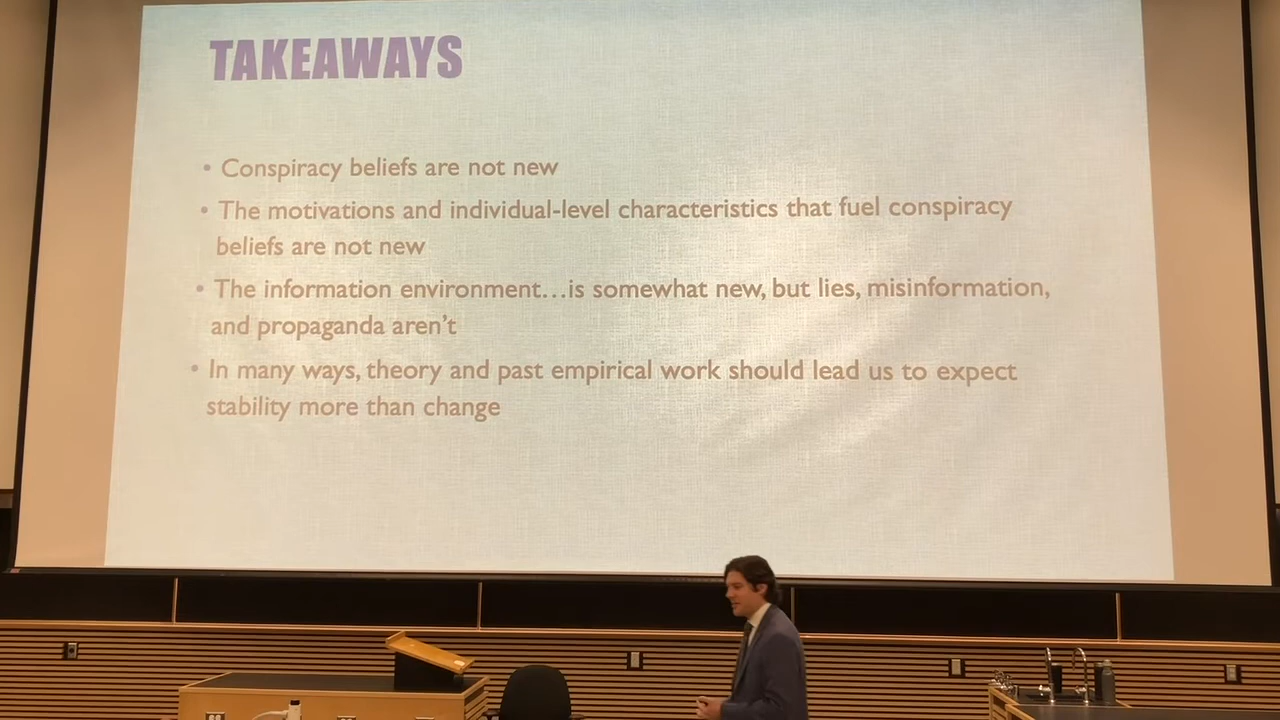 TAKEAWAYS
• Conspiracy beliefs are not new
• The motivations and individual-level characteristics that fuel conspiracy
beliefs are not new
• The information environment…is somewhat new, but lies, misinformation,
and propaganda aren't
• In many ways, theory and past empirical work should lead us to expect
stability more than change